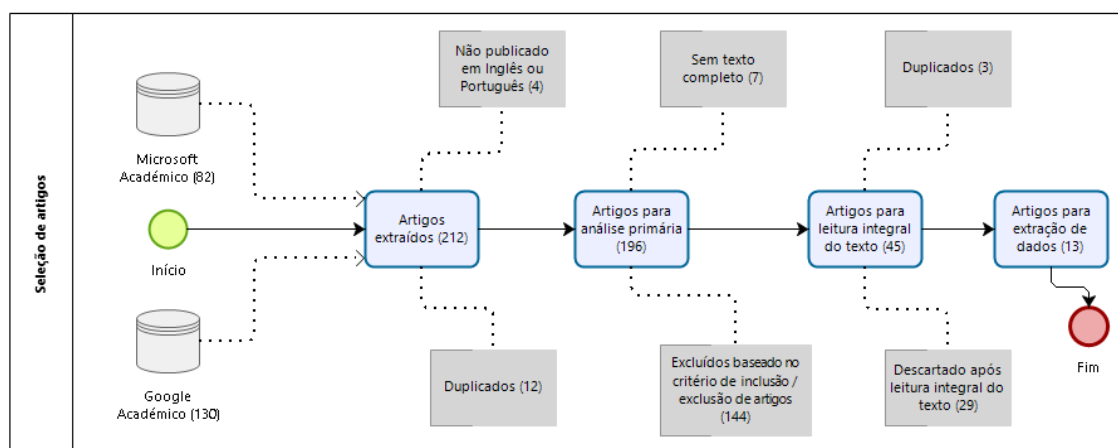 Seleção de artigos
Microsoft
Académico (82)
Início
Google
Académico (130)
Não publicado
em Inglês ou
Português (4)
Artigos
extraídos (212)
Duplicados (12)
Sem texto
completo (7)
Artigos para
análise primária
(196)
Excluídos baseado no
critério de inclusão /
exclusão de artigos
(144)
Duplicados (3)
Artigos para
leitura integral
do texto (45)
Descartado após
leitura integral do
texto (29)
Artigos para
extração de
dados (13)
Fim